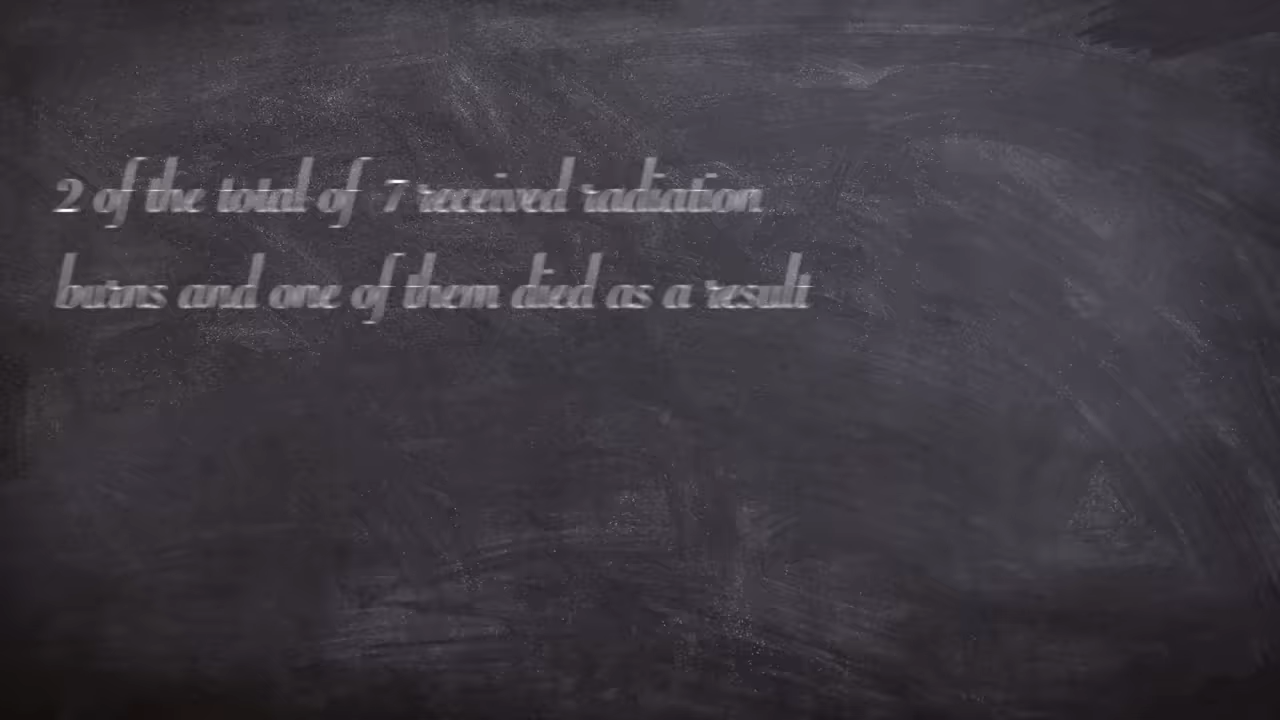 2 of the total of 7 received radiation
burns and one of them died as a result